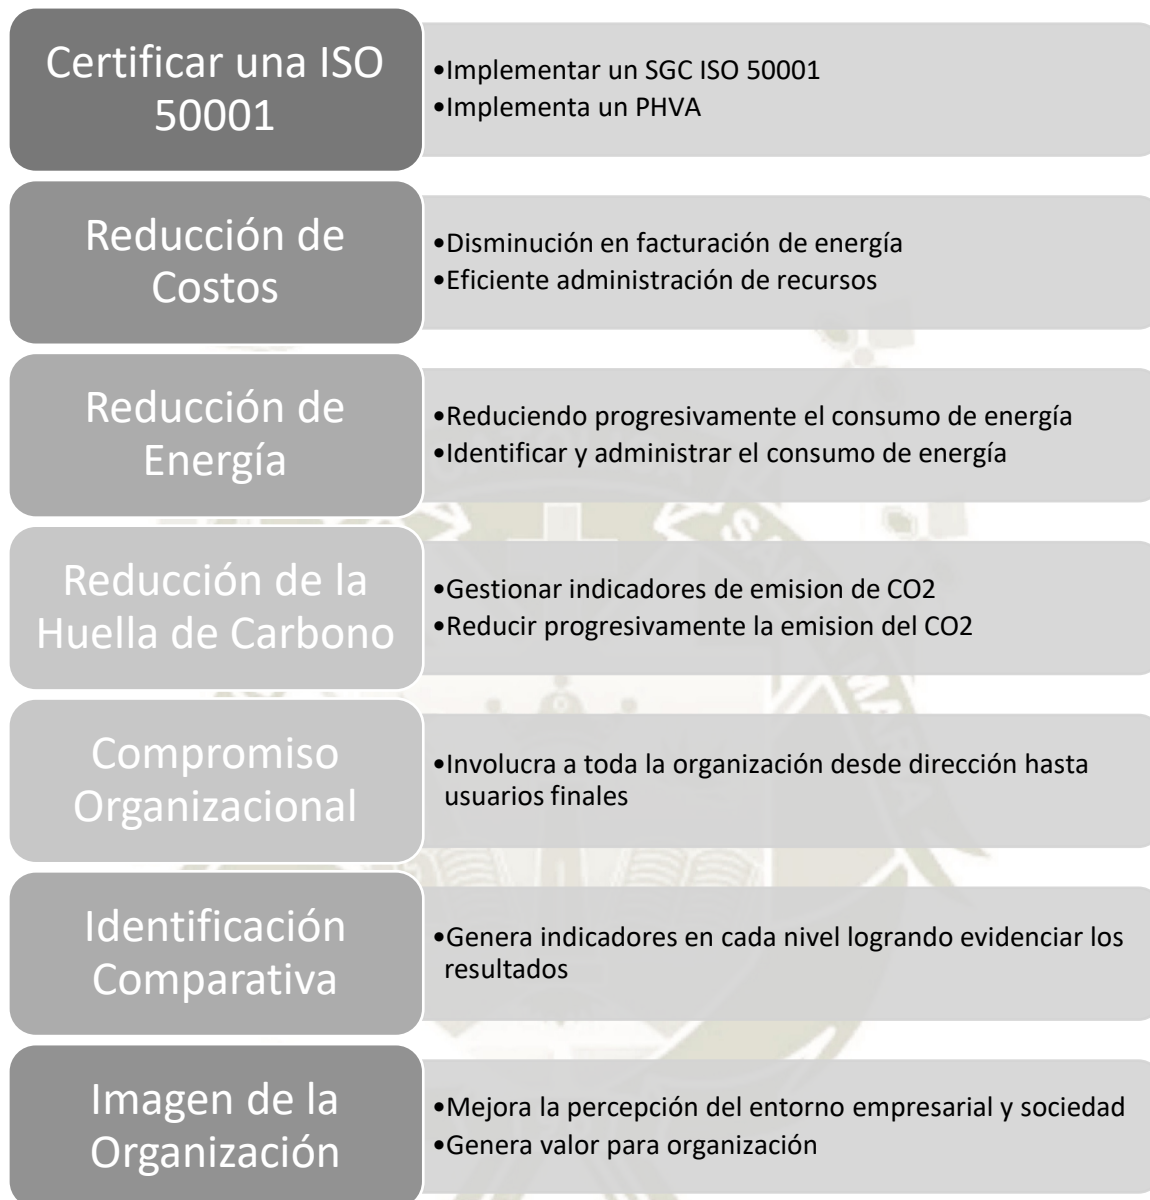 Certificar una ISO
50001
•Implementar un SGC ISO 50001
•Implementa un PHVA
Reducción de
Costos
•Disminución en facturación de energía
•Eficiente administración de recursos
Reducción de
Energía
•Reduciendo progresivamente el consumo de energía
•Identificar y administrar el consumo de energía
Reducción de la
Huella de Carbono
•Gestionar indicadores de emision de CO2
•Reducir progresivamente la emision del CO2
Compromiso
Organizacional
•Involucra a toda la organización desde dirección hasta
usuarios finales
Identificación
Comparativa
•Genera indicadores en cada nivel logrando evidenciar los
resultados
Imagen de la
Organización
•Mejora la percepción del entorno empresarial y sociedad
•Genera valor para organización